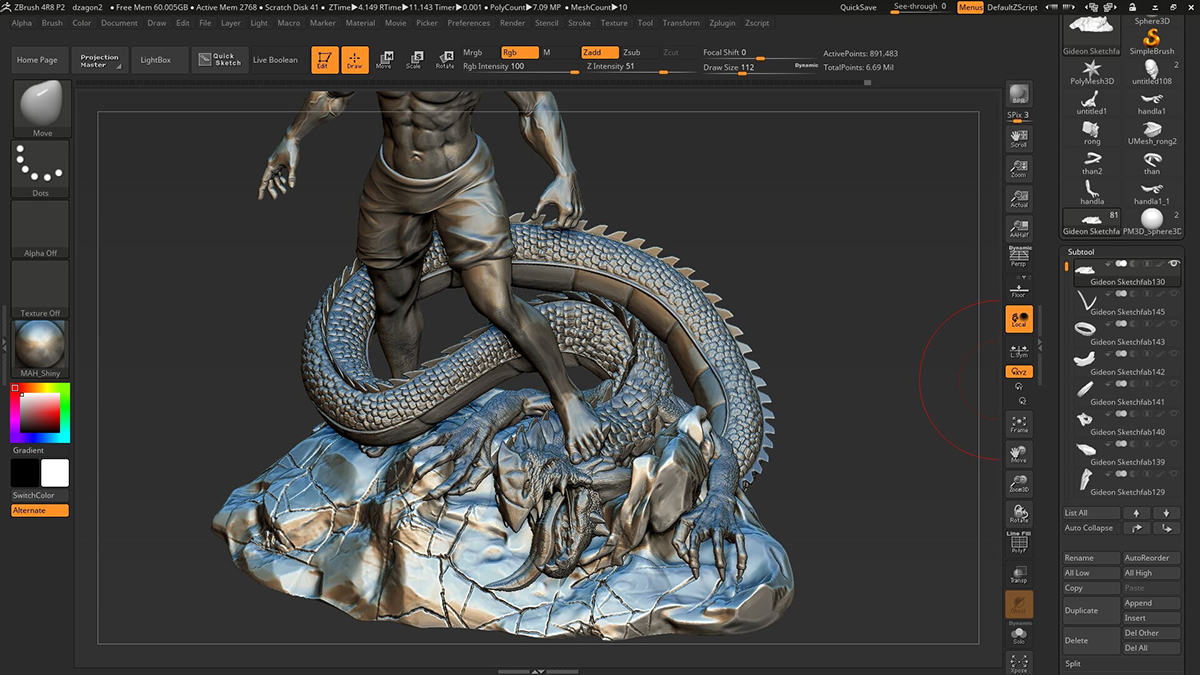 ZBrush 4R8 P2 dzagon2 • Free Mem 60.005GB • Active Mem 2768 • Scratch Disk 41 • ZTime▶4.149 RTime▶11.143 Timer▶0.001 • PolyCount▶7.09 MP • MeshCount▶10 QuickSave See-through 0 Menus DefaultZScript
Alpha Brush Color Document Draw Edit File Layer Light Macro Marker Material Movie Picker Preferences Render Stencil Stroke Texture Tool Transform Zplugin Zscript
Home Page
Projection Master
LightBox
Quick Sketch
Live Boolean
Edit
Draw
Move
Scale
Rotate
Mrgb Rgb M
Rgb Intensity 100
Zadd Zsub Zcut
Z Intensity 51
Focal Shift 0
Draw Size 112 Dynamic
ActivePoints: 891,483
TotalPoints: 6.69 Mil
Move
Dots
Alpha Off
Texture Off
MAH_Shiny
Gradient
SwitchColor
Alternate
BPR
SPix 3
Scroll
Zoom
Actual
AAHalf
Dynamic
Persp
Floor
Local
L.Sym
XYZ
Frame
Move
Zoom3D
Rotate
Line Fill
PolyF
Transp
Ghost
Dynamic
Solo
Xpose
Sphere3D
Gideon Sketchfa SimpleBrush
2
PolyMesh3D untitled108
untitled1 handla1
rong UMesh_rong2
than2 than
handla handla1_1
81 2
Gideon Sketchfa PM3D_Sphere3D
Subtool
Gideon Sketchfab130
Gideon Sketchfab145
Gideon Sketchfab143
Gideon Sketchfab142
Gideon Sketchfab141
Gideon Sketchfab140
Gideon Sketchfab139
Gideon Sketchfab129
List All
Auto Collapse
Rename AutoReorder
All Low All High
Copy Paste
Duplicate Append
Insert
Delete Del Other
Del All
Split